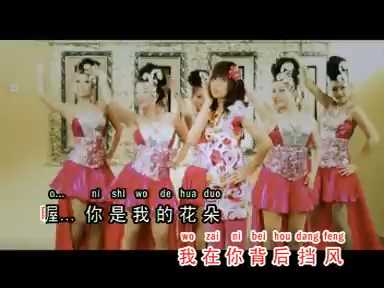 o... ni shi wo de hua duo
喔... 你是我的花朵
wo zai ni bei hou dang feng
我在你背后挡风